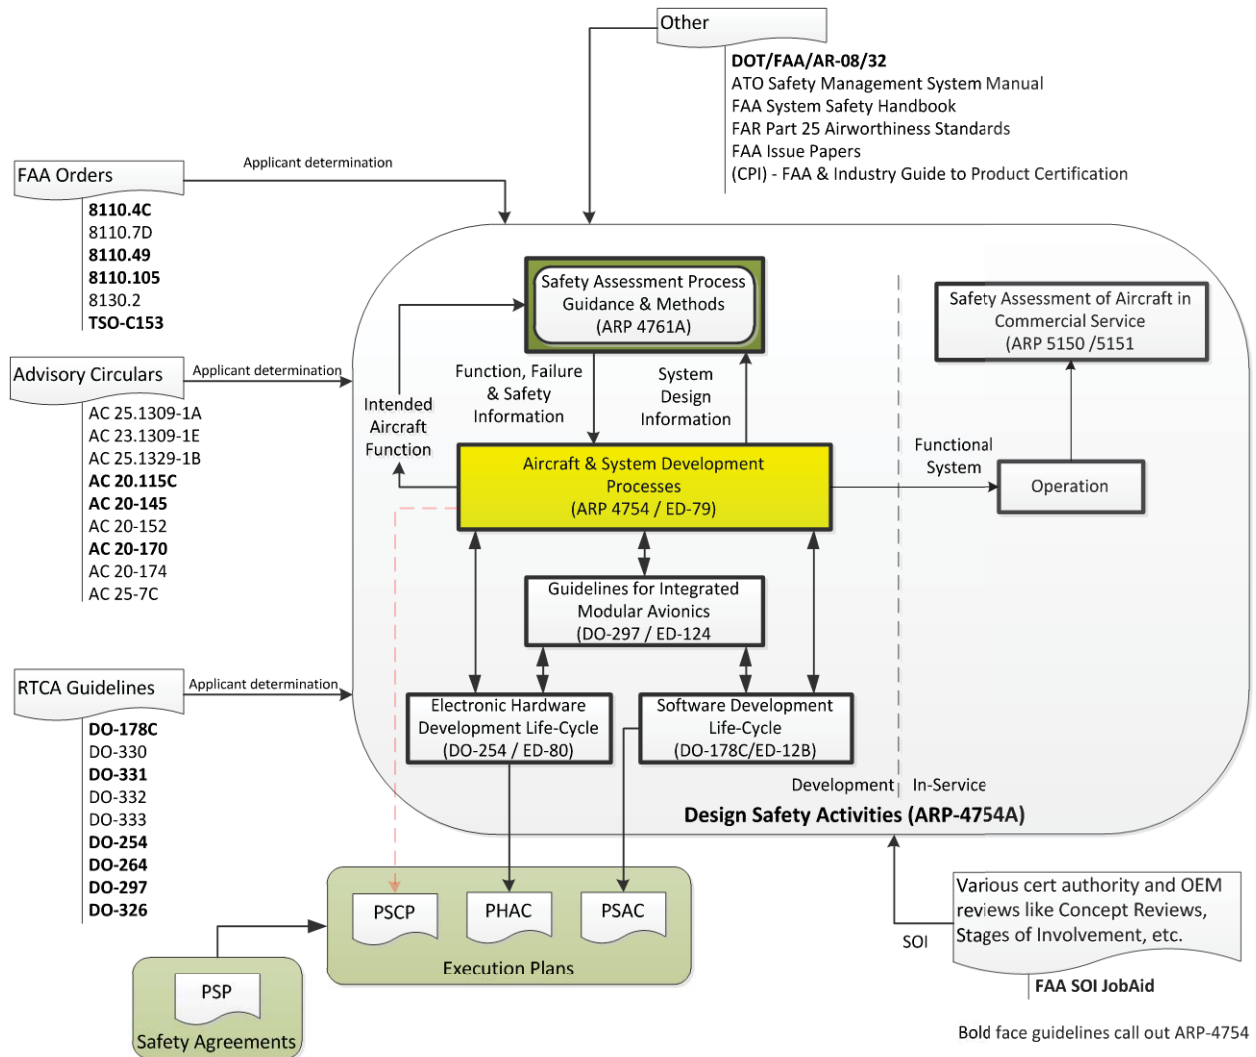 Other
DOT/FAA/AR-08/32
ATO Safety Management System Manual
FAA System Safety Handbook
FAR Part 25 Airworthiness Standards
FAA Issue Papers
(CPI) - FAA & Industry Guide to Product Certification
FAA Orders
Applicant determination
8110.4C
8110.7D
8110.49
8110.105
8130.2
TSO-C153
Advisory Circulars
Applicant determination
AC 25.1309-1A
AC 23.1309-1E
AC 25.1329-1B
AC 20.115C
AC 20-145
AC 20-152
AC 20-170
AC 20-174
AC 25-7C
RTCA Guidelines
Applicant determination
DO-178C
DO-330
DO-331
DO-332
DO-333
DO-254
DO-264
DO-297
DO-326
Safety Assessment Process
Guidance & Methods
(ARP 4761A)
Safety Assessment of Aircraft in
Commercial Service
(ARP 5150 /5151
Intended
Aircraft
Function
Function, Failure
& Safety
Information
System
Design
Information
Aircraft & System Development
Processes
(ARP 4754 / ED-79)
Functional
System
Operation
Guidelines for Integrated
Modular Avionics
(DO-297 / ED-124
Electronic Hardware
Development Life-Cycle
(DO-254 / ED-80)
Software Development
Life-Cycle
(DO-178C/ED-12B)
Development
In-Service
Design Safety Activities (ARP-4754A)
PSCP
PHAC
PSAC
Execution Plans
PSP
Safety Agreements
SOI
Various cert authority and OEM
reviews like Concept Reviews,
Stages of Involvement, etc.
FAA SOI JobAid
Bold face guidelines call out ARP-4754